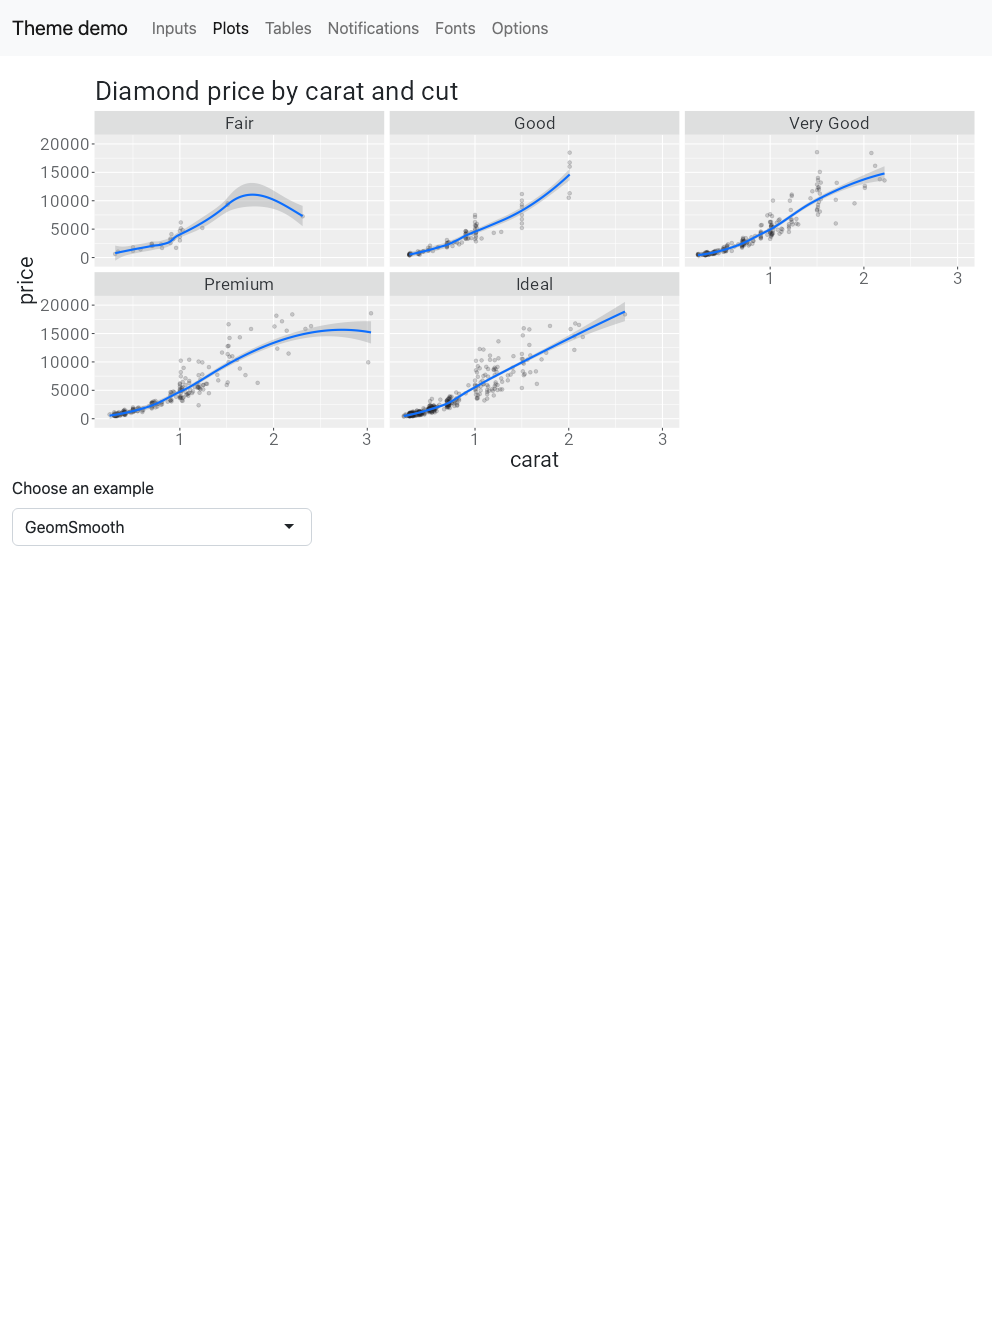 Theme demo Inputs Plots Tables Notifications Fonts Options
Diamond price by carat and cut
Fair Good Very Good
20000
15000
10000
5000
0
1 2 3
price
Premium Ideal
20000
15000
10000
5000
0
1 2 3 1 2 3
carat
Choose an example
GeomSmooth